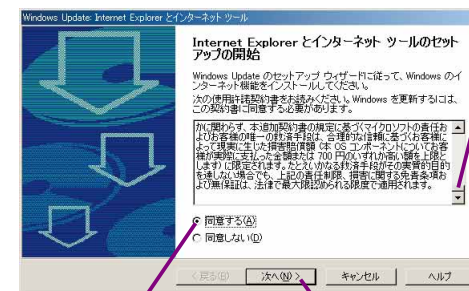 Windows Update: Internet Explorer とインターネット ツール
Internet Explorer とインターネット ツールのセット
アップの開始
Windows Update のセットアップ ウィザードに従って、Windows のイ
ンターネット機能をインストールしてください。
次の使用許諾契約書をお読みください。Windows を更新するには、
この契約書に同意する必要があります。
かに関わらず、本追加契約書の規定に基づくマイクロソフトの責任お
よびお客様の唯一の救済手段は、合理的な信頼に基づくお客様に
よって現実に生じた損害賠償額（本 OS コンポーネントについてお客
様が実際に支払った金額または 700 円のいずれか高い額を上限と
します）に限定されます。たとえいかなる救済手段がその実質的目的
を達しない場合でも、上記の責任制限、損害に関する免責条項お
よび無保証は、法律で最大限認められる限度で適用されます。
同意する(A)
同意しない(D)
< 戻る(B)
次へ(N) >
キャンセル
ヘルプ